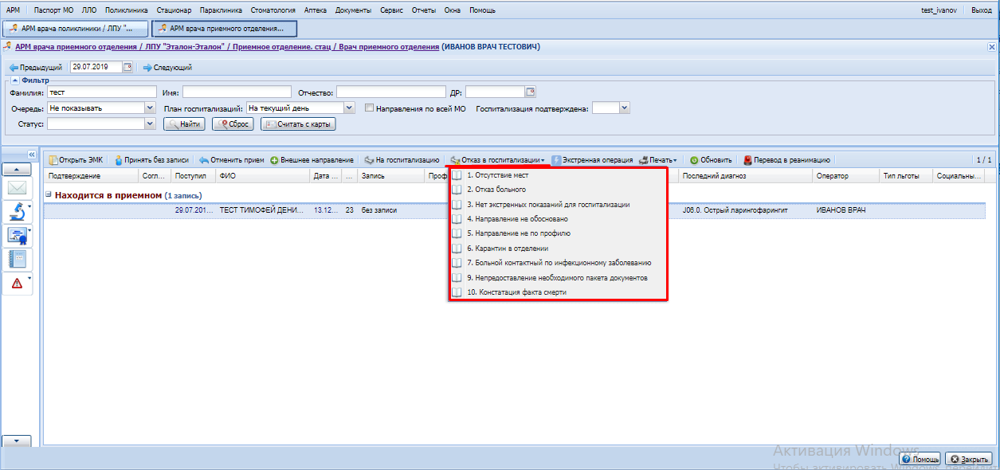 АРМ Паспорт МО ЛЛО Поликлиника Стационар Параклиника Стоматология Аптека Документы Сервис Отчеты Окна Помощь test_ivanov Выход
АРМ врача поликлиники / ЛПУ "... АРМ врача приемного отделения...
АРМ врача приемного отделения / ЛПУ "Эталон-Эталон" / Приемное отделение. стац / Врач приемного отделения (ИВАНОВ ВРАЧ ТЕСТОВИЧ)
Предыдущий 29.07.2019 Следующий
Фильтр
Фамилия: тест Имя: Отчество: ДР:
Очередь: Не показывать План госпитализаций: На текущий день Направления по всей МО Госпитализация подтверждена:
Статус: Найти Сброс Считать с карты
Открыть ЭМК Принять без записи Отменить прием Внешнее направление На госпитализацию Отказ в госпитализации Экстренная операция Печать Обновить Перевод в реанимацию 1 / 1
Подтверждение Согл... Поступил ФИО Дата ... ... Запись Проф Последний диагноз Оператор Тип льготы Социальны...
Находится в приемном (1 запись)
29.07.201... ТЕСТ ТИМОФЕЙ ДЕНИ... 13.12... 23 без записи J06.0. Острый ларингофарингит ИВАНОВ ВРАЧ
1. Отсутствие мест
2. Отказ больного
3. Нет экстренных показаний для госпитализации
4. Направление не обосновано
5. Направление не по профилю
6. Карантин в отделении
7. Больной контактный по инфекционному заболеванию
9. Непредоставление необходимого пакета документов
10. Констатация факта смерти
Активация Windows
Чтобы активировать Windows, перейдит
Помощь Закрыть